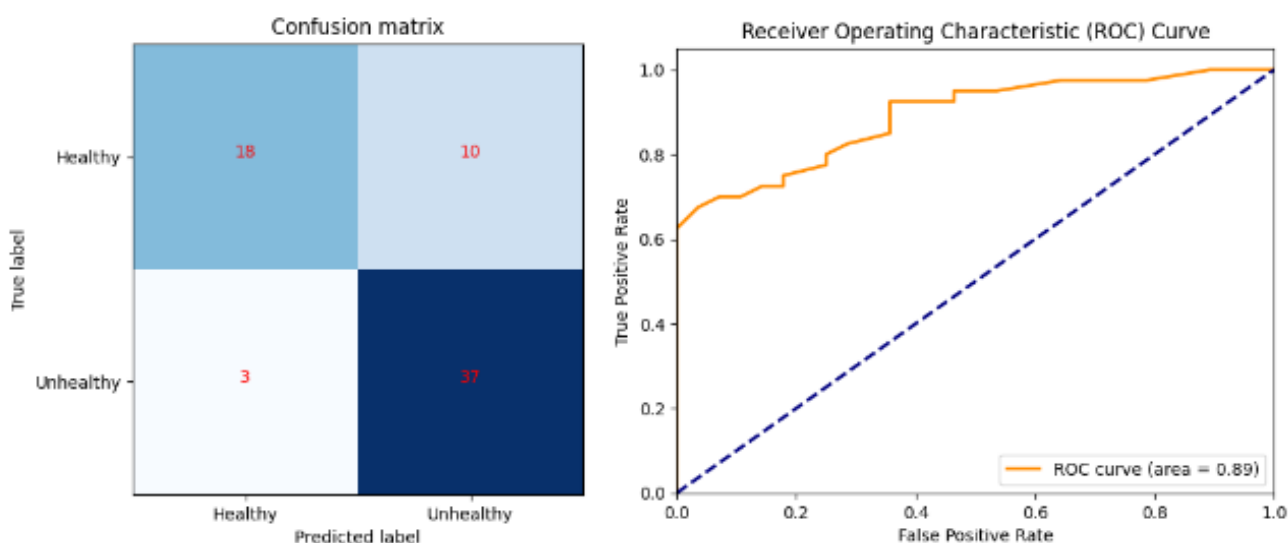 Confusion matrix
Healthy
18
10
Unhealthy
3
37
True label
Healthy
Unhealthy
Predicted label
Receiver Operating Characteristic (ROC) Curve
1.0
0.8
0.6
0.4
0.2
0.0
True Positive Rate
ROC curve (area = 0.89)
0.0
0.2
0.4
0.6
0.8
1.0
False Positive Rate